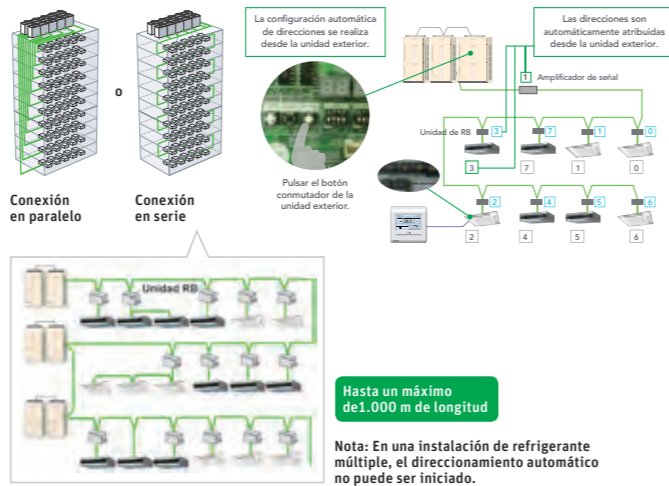 La configuración automática
de direcciones se realiza
desde la unidad exterior.
Las direcciones son
automáticamente atribuidas
desde la unidad exterior.
o
1
Amplificador de señal
Unidad de RB
3
7
1
0
3
7
1
0
Pulsar el botón
conmutador de la
unidad exterior.
2
4
5
6
2
4
5
6
Conexión
en paralelo
Conexión
en serie
Unidad RB
Hasta un máximo
de1.000 m de longitud
Nota: En una instalación de refrigerante
múltiple, el direccionamiento automático
no puede ser iniciado.